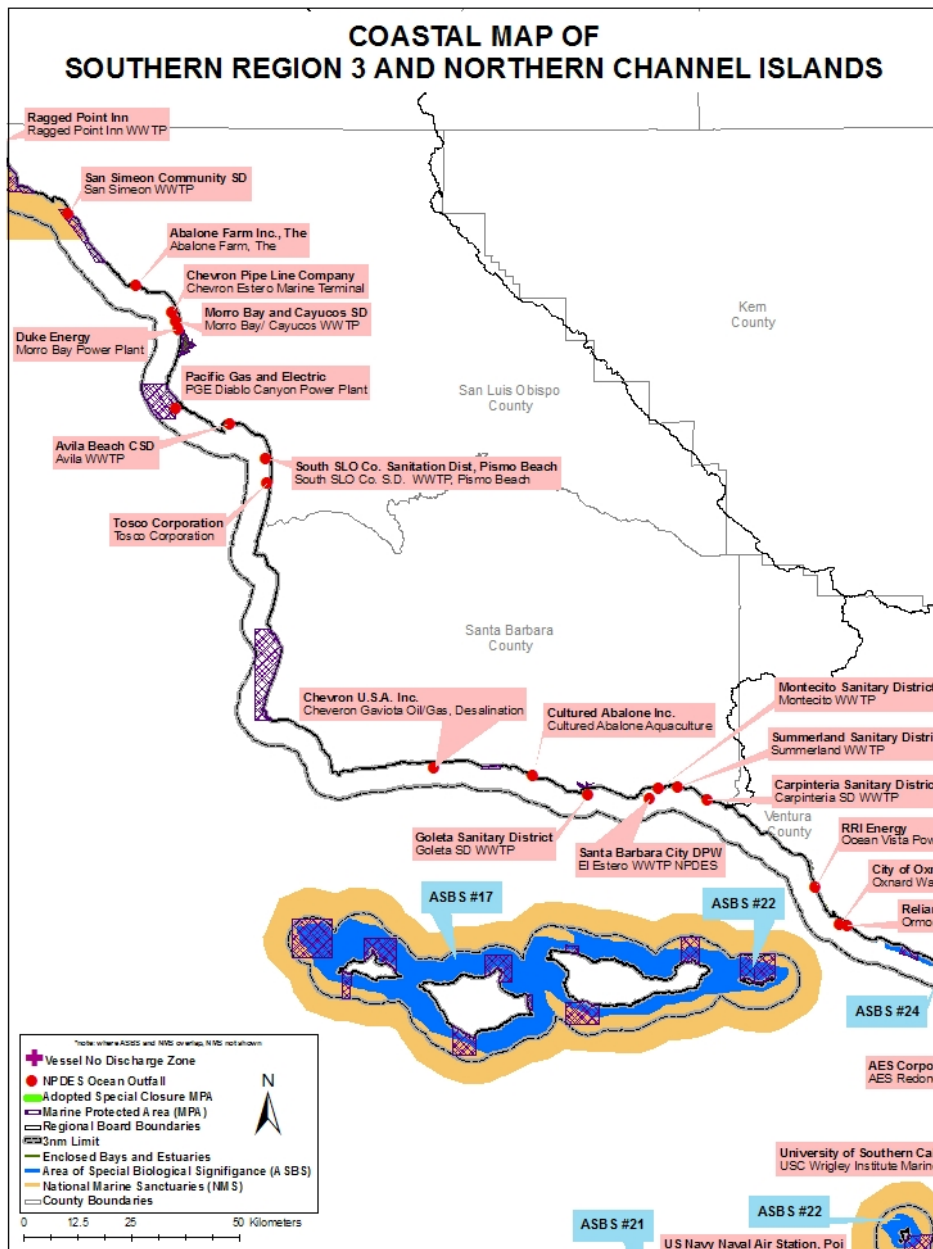 COASTAL MAP OF
SOUTHERN REGION 3 AND NORTHERN CHANNEL ISLANDS
Ragged Point Inn
Ragged Point Inn WWTP
San Simeon Community SD
San Simeon WWTP
Abalone Farm Inc., The
Abalone Farm, The
Chevron Pipe Line Company
Chevron Estero Marine Terminal
Kern
County
Morro Bay and Cayucos SD
Morro Bay/ Cayucos WWTP
Duke Energy
Morro Bay Power Plant
Pacific Gas and Electric
PGE Diablo Canyon Power Plant
San Luis Obispo
County
Avila Beach CSD
Avila WWTP
South SLO Co. Sanitation Dist, Pismo Beach
South SLO Co. S.D. WWTP, Pismo Beach
Tosco Corporation
Tosco Corporation
Santa Barbara
County
Chevron U.S.A. Inc.
Cheveron Gaviota Oil/Gas, Desalination
Cultured Abalone Inc.
Cultured Abalone Aquaculture
Montecito Sanitary District
Montecito WWTP
Summerland Sanitary Distri
Summerland WWTP
Carpinteria Sanitary District
Carpinteria SD WWTP
Ventura
County
Goleta Sanitary District
Goleta SD WWTP
Santa Barbara City DPW
El Estero WWTP NPDES
RRI Energy
Ocean Vista Pow
City of Oxn
Oxnard Wa
Relian
Ormo
ASBS #17
ASBS #22
ASBS #24
*note: where ASBS and NMS overlap, NMS not shown
Vessel No Discharge Zone
NPDES Ocean Outfall
Adopted Special Closure MPA
Marine Protected Area (MPA)
Regional Board Boundaries
3nm Limit
Enclosed Bays and Estuaries
Area of Special Biological Signifigance (ASBS)
National Marine Sanctuaries (NMS)
County Boundaries
N
0 12.5 25 50 Kilometers
AES Corpo
AES Redon
University of Southern Ca
USC Wrigley Institute Marin
ASBS #22
ASBS #21
US Navy Naval Air Station, Poi